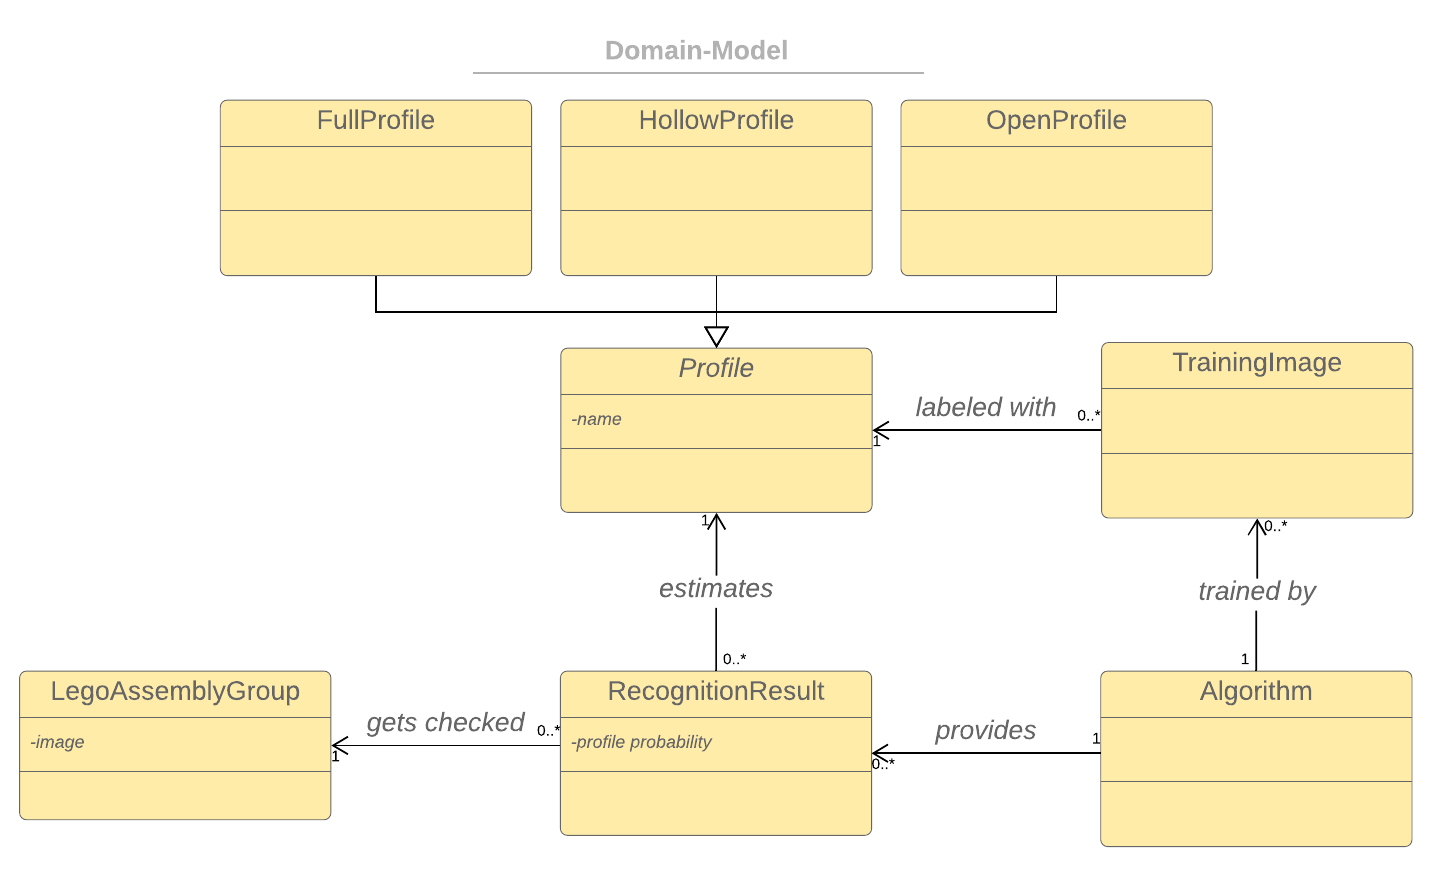 Domain-Model
FullProfile
HollowProfile
OpenProfile
Profile
-name
TrainingImage
labeled with
0..*
1
1
0..*
estimates
trained by
0..*
1
LegoAssemblyGroup
-image
gets checked
0..*
1
RecognitionResult
-profile probability
provides
1
0..*
Algorithm